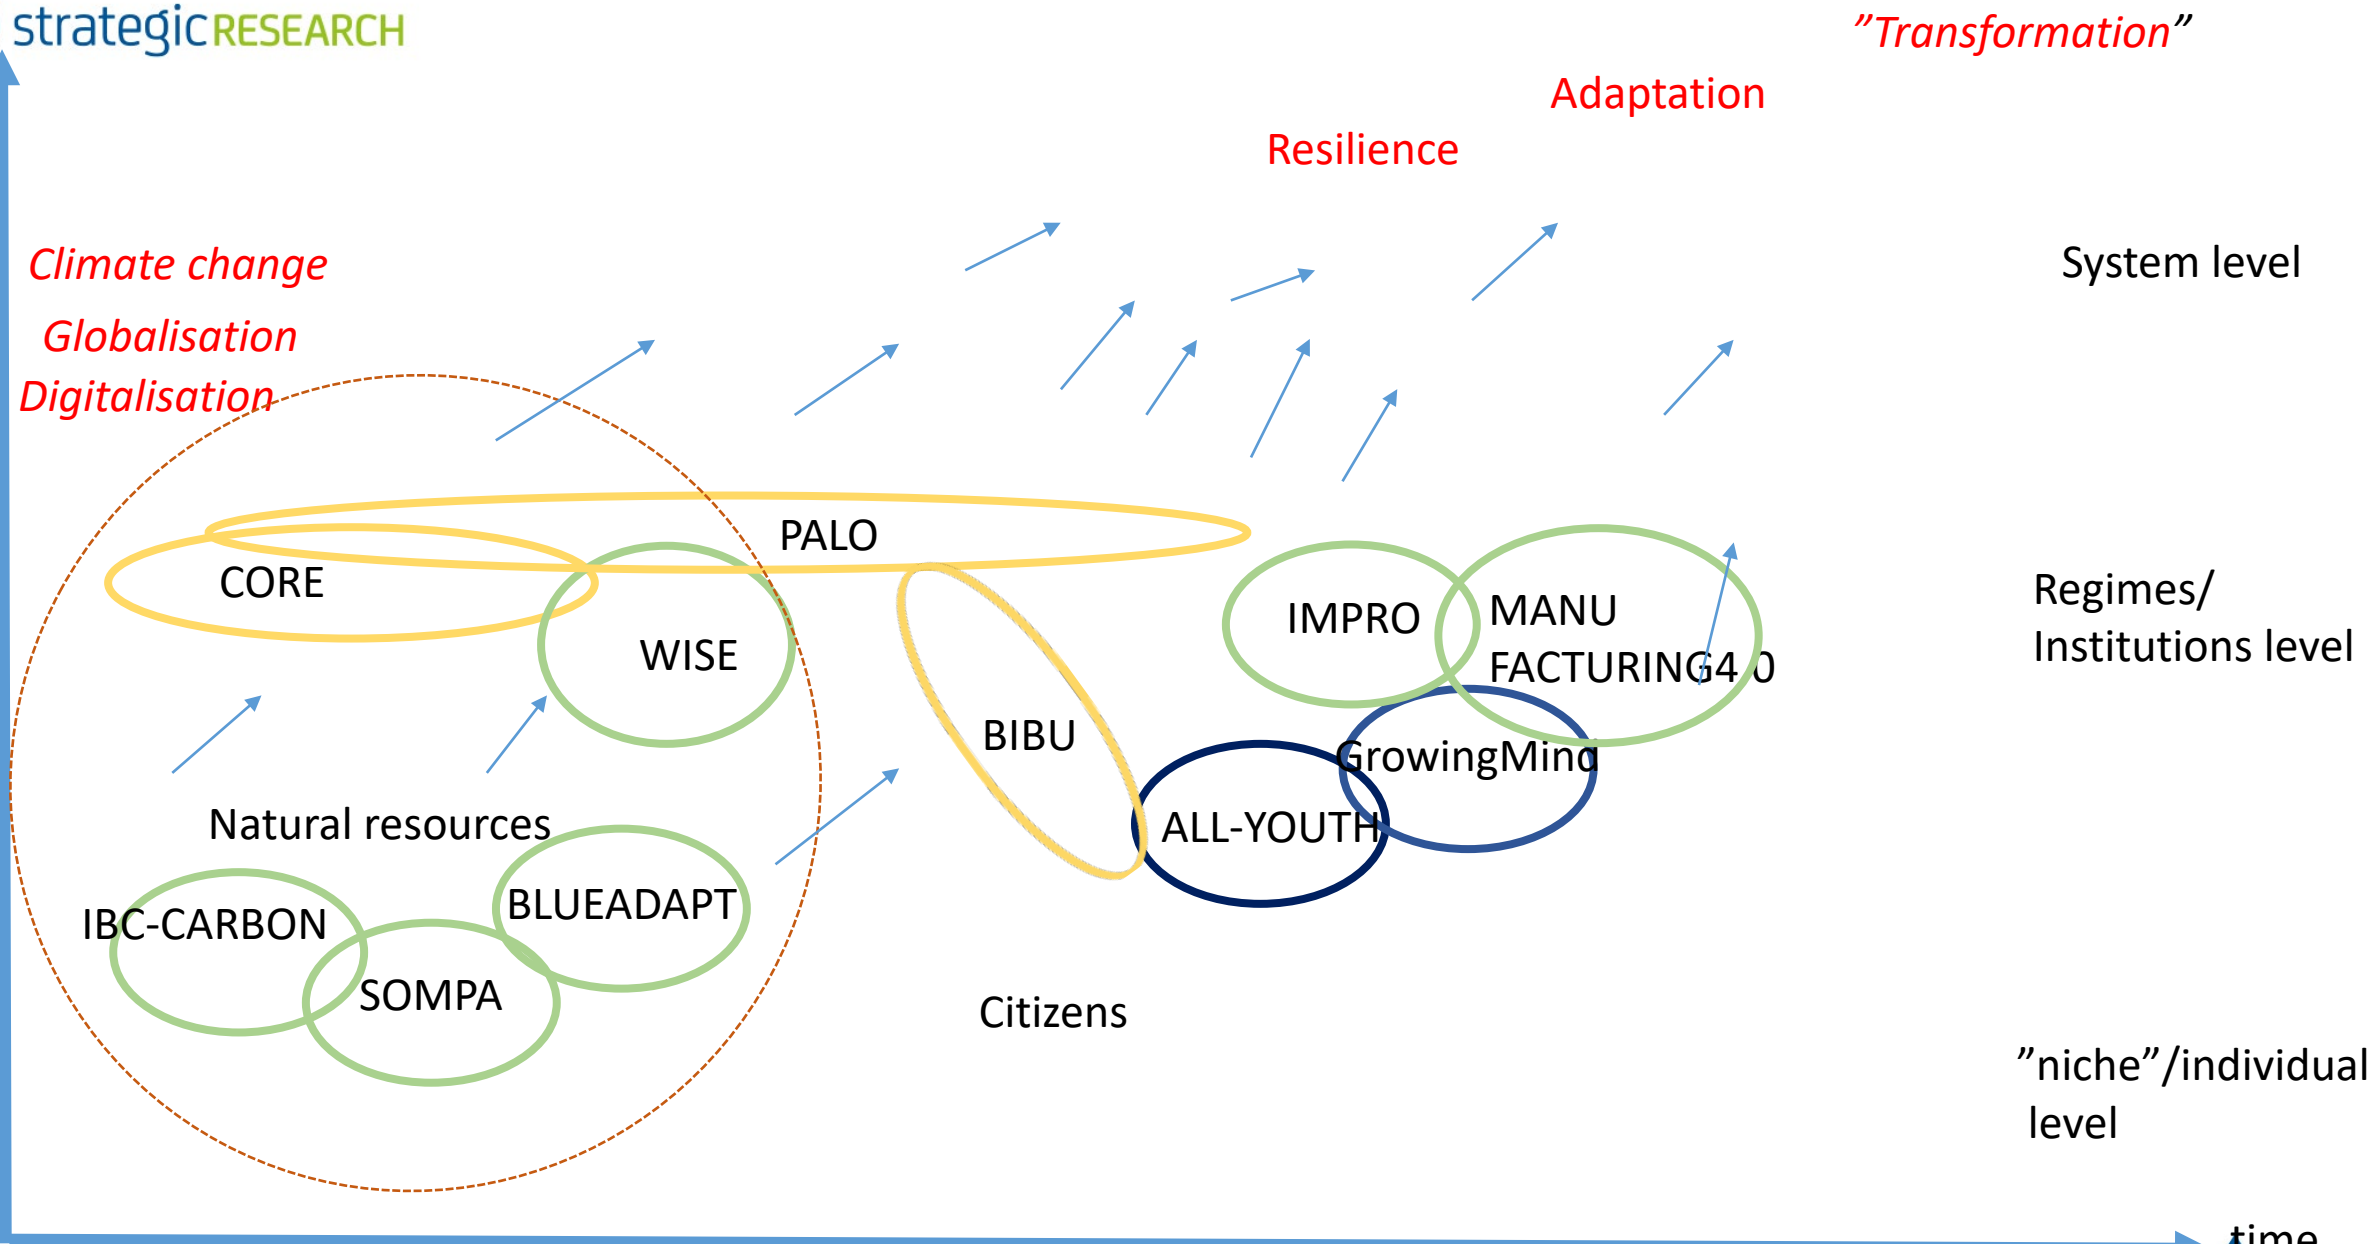 strategicRESEARCH
”Transformation”
Adaptation
Resilience
Climate change
Globalisation
Digitalisation
System level
PALO
CORE
WISE
IMPRO
MANU
FACTURING4.0
Regimes/
Institutions level
BIBU
GrowingMind
ALL-YOUTH
Natural resources
BLUEADAPT
IBC-CARBON
SOMPA
Citizens
”niche”/individual
level
time